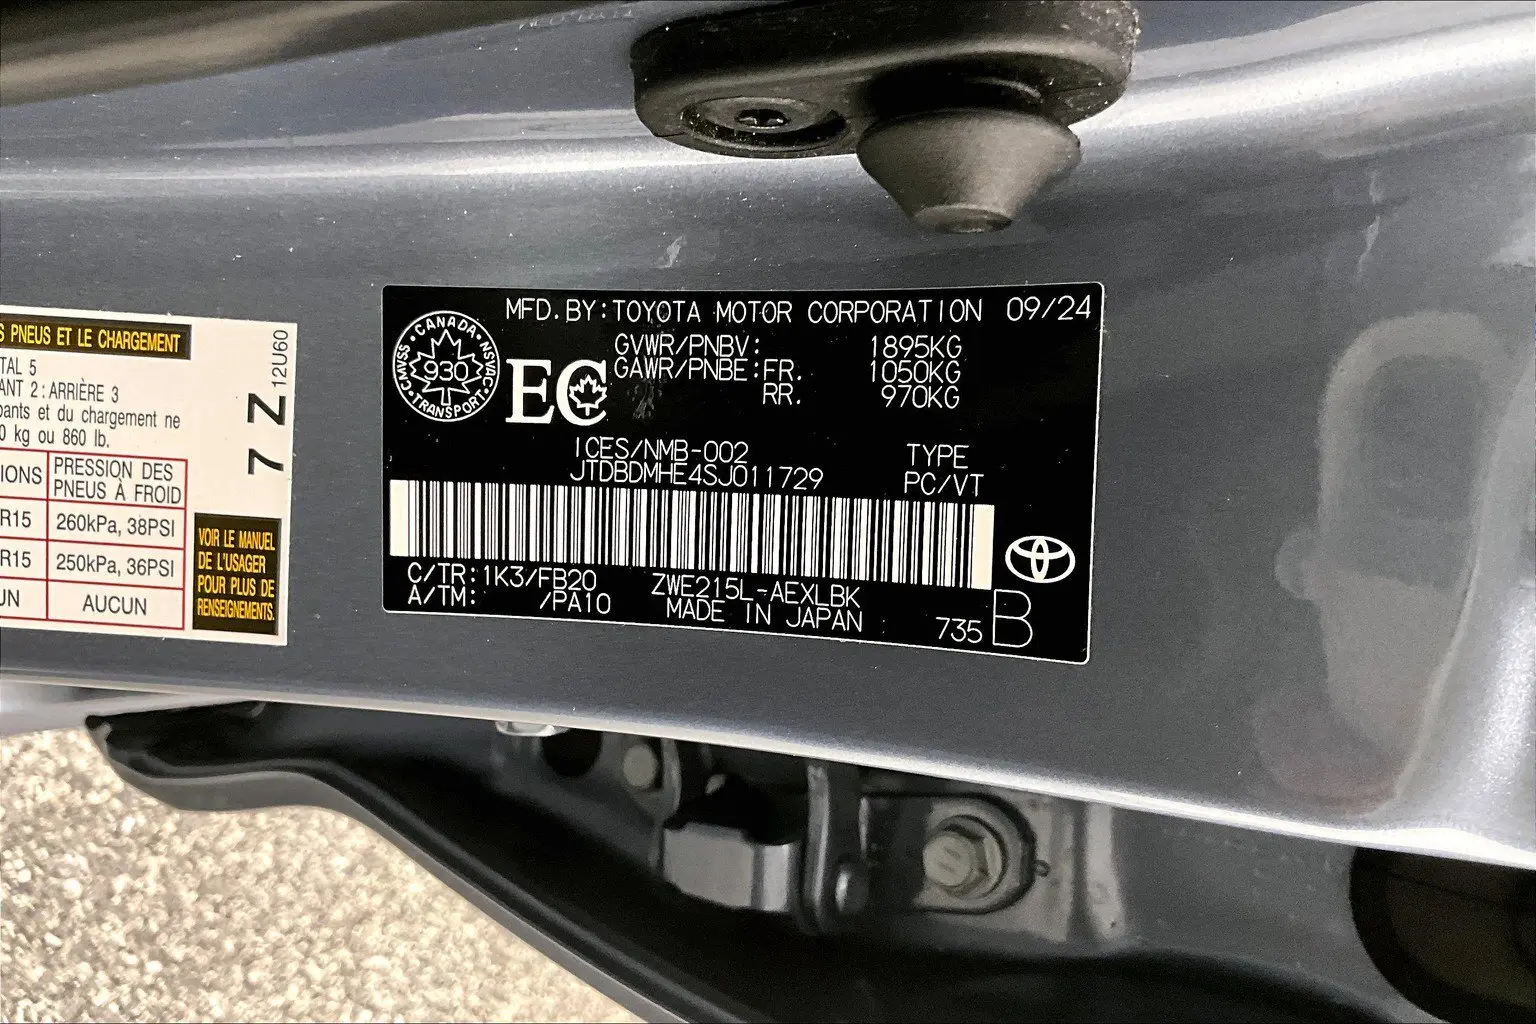 S PNEUS ET LE CHARGEMENT
TAL 5
ANT 2 : ARRIÈRE 3
pants et du chargement ne
0 kg ou 860 lb.
IONS PRESSION DES PNEUS À FROID
R15 260kPa, 38PSI
R15 250kPa, 36PSI
UN AUCUN
7 Z 12U60
VOIR LE MANUEL
DE L'USAGER
POUR PLUS DE
RENSEIGNEMENTS.
MFD. BY: TOYOTA MOTOR CORPORATION 09/24
CANADA
CMVSS 930 NSVAC
TRANSPORT
EC
GVWR/PNBV: 1895KG
GAWR/PNBE: FR. 1050KG
RR. 970KG
ICES/NMB-002 TYPE
JTDBDMHE4SJ011729 PC/VT
C/TR: 1K3/FB20 ZWE215L-AEXLBK
A/TM: /PA10 MADE IN JAPAN 735 B